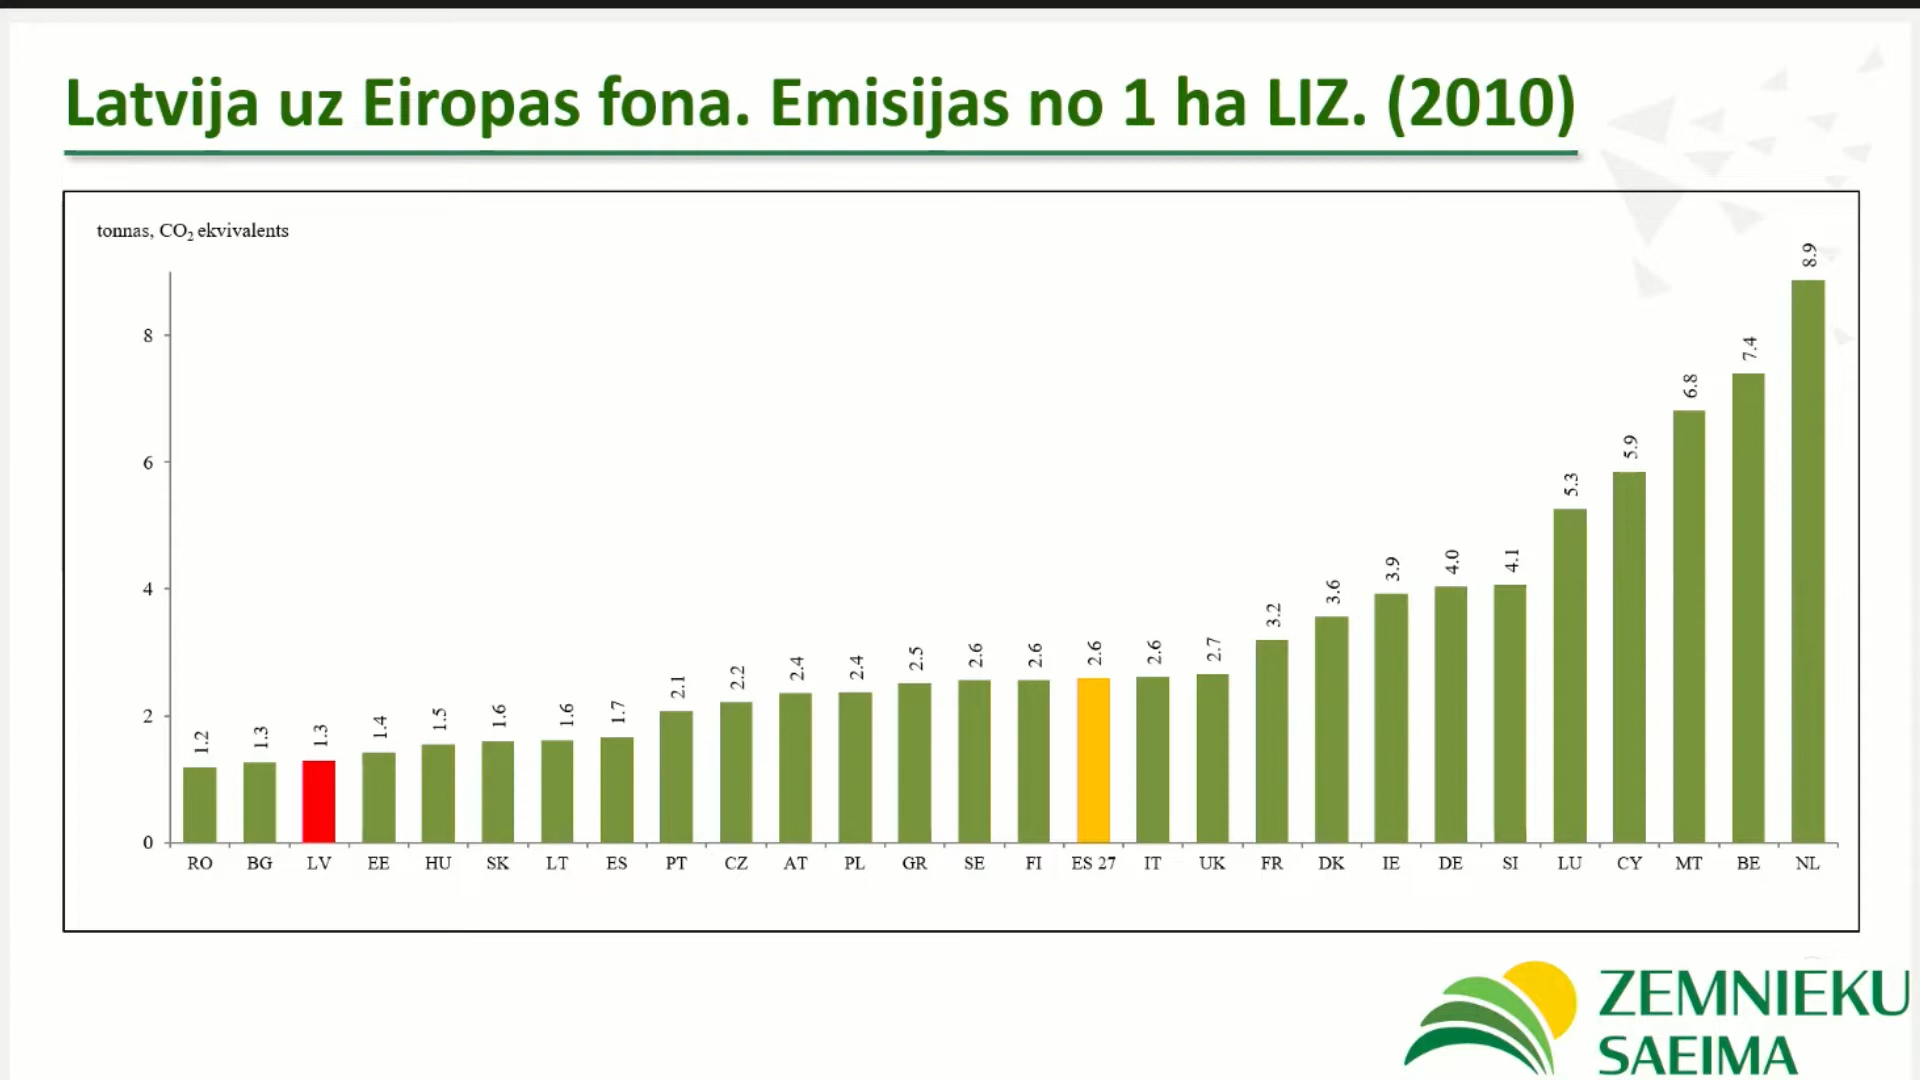 Latvija uz Eiropas fona. Emisijas no 1 ha LIZ. (2010)
tonnas, CO₂ ekvivalents
8
6
4
2
0
1.2 1.3 1.3 1.4 1.5 1.6 1.6 1.7 2.1 2.2 2.4 2.4 2.5 2.6 2.6 2.6 2.6 2.7 3.2 3.6 3.9 4.0 4.1 5.3 5.9 6.8 7.4 8.9
RO BG LV EE HU SK LT ES PT CZ AT PL GR SE FI ES 27 IT UK FR DK IE DE SI LU CY MT BE NL
ZEMNIEKU
SAEIMA